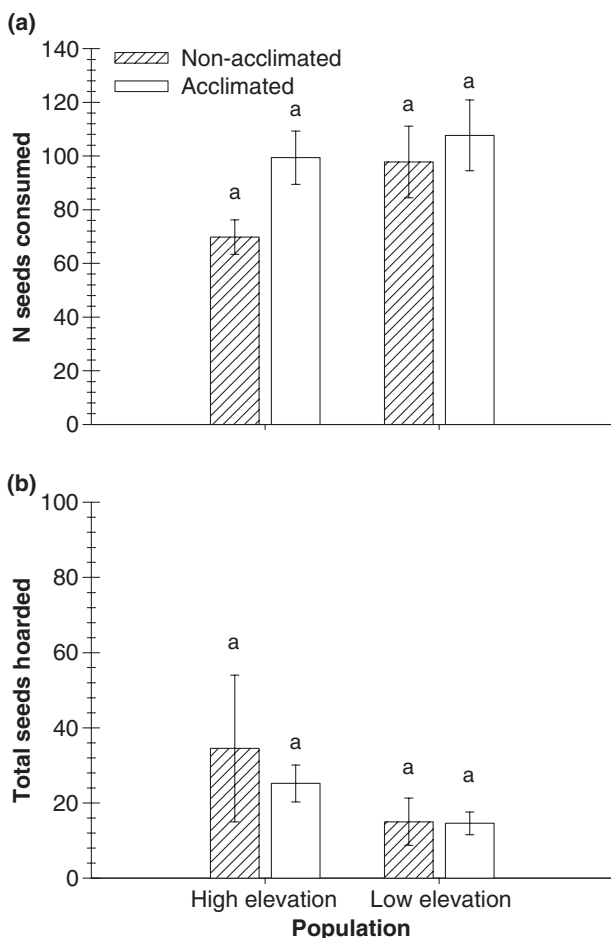 (a)
140
120
100
80
60
40
20
0
N seeds consumed
Non-acclimated
Acclimated
a
a
a
a
(b)
100
80
60
40
20
0
Total seeds hoarded
a
a
a
a
High elevation Low elevation
Population